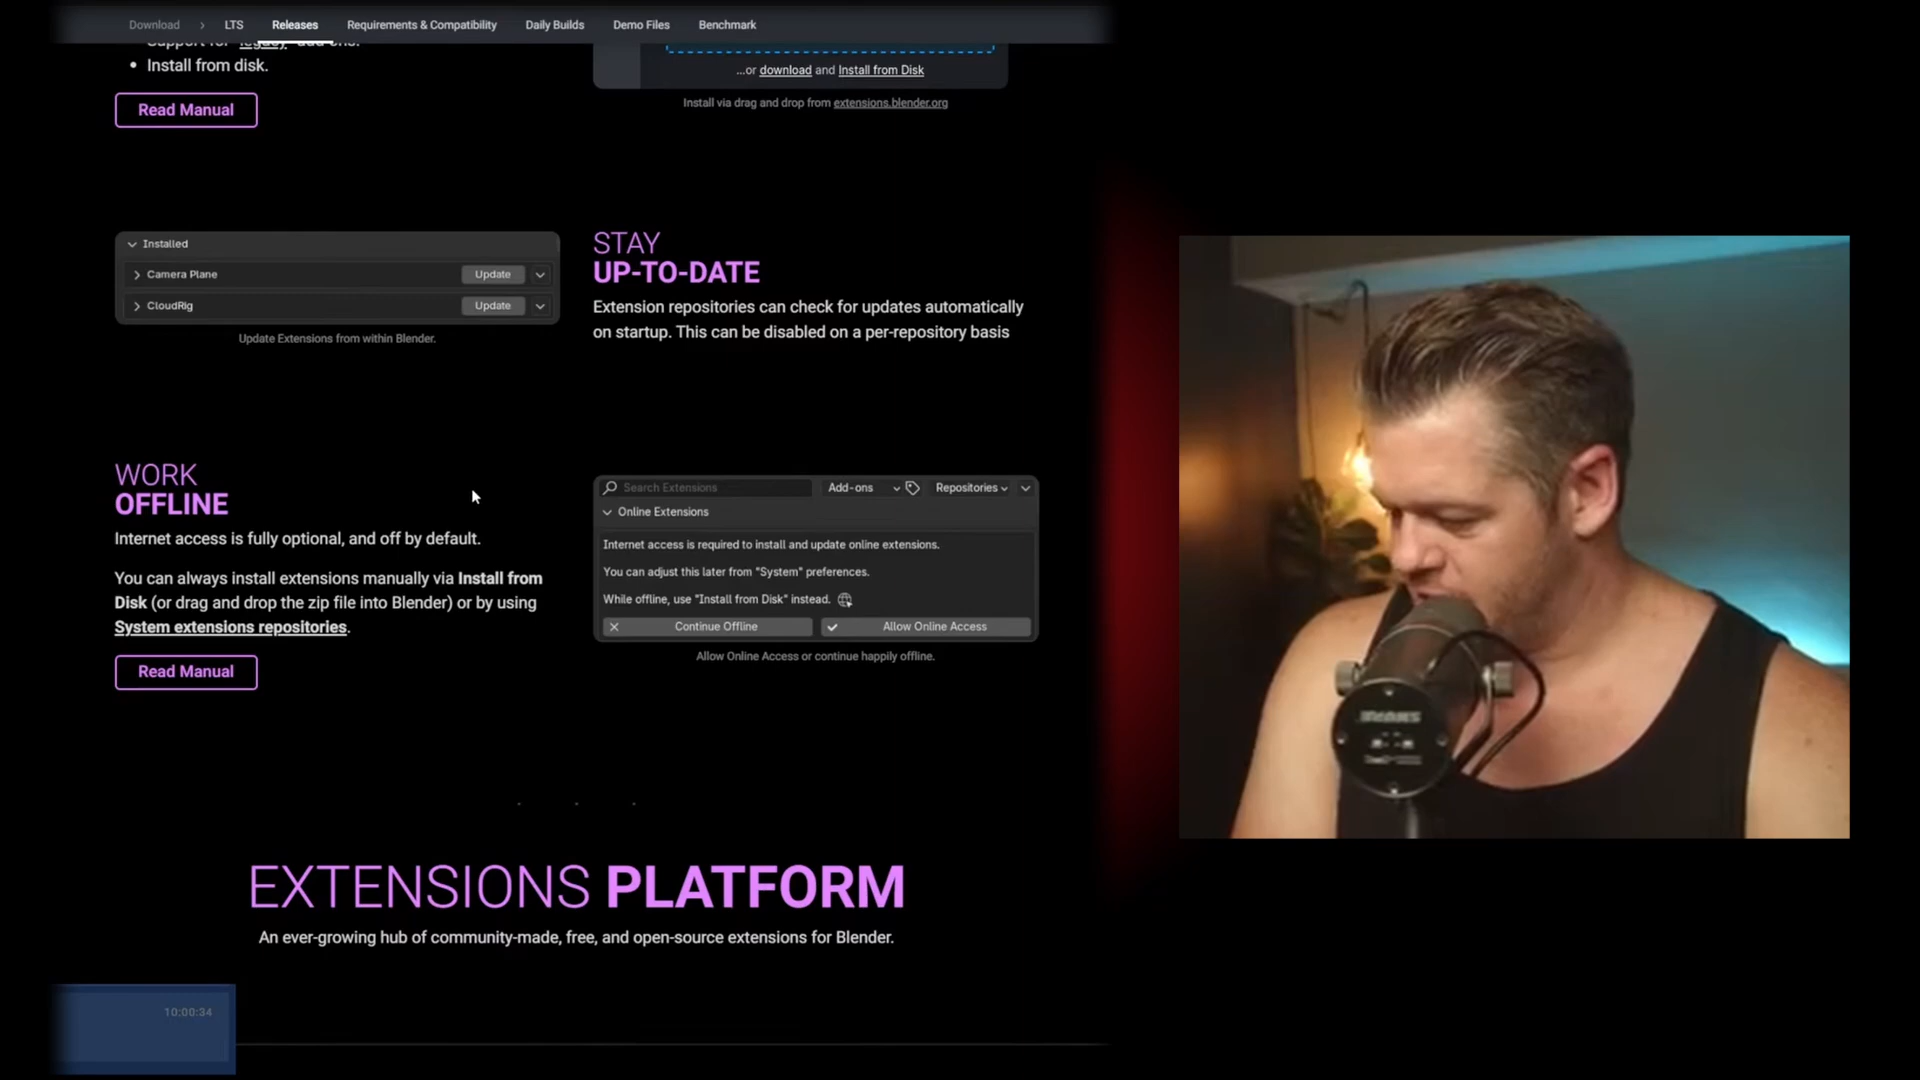 Download > LTS Releases Requirements & Compatibility Daily Builds Demo Files Benchmark
Support for "legacy" add-ons.
• Install from disk.
Read Manual
...or download and Install from Disk
Install via drag and drop from extensions.blender.org
Installed
Camera Plane Update
CloudRig Update
Update Extensions from within Blender.
STAY
UP-TO-DATE
Extension repositories can check for updates automatically
on startup. This can be disabled on a per-repository basis
WORK
OFFLINE
Internet access is fully optional, and off by default.
You can always install extensions manually via Install from
Disk (or drag and drop the zip file into Blender) or by using
System extensions repositories.
Read Manual
Search Extensions Add-ons Repositories
Online Extensions
Internet access is required to install and update online extensions.
You can adjust this later from "System" preferences.
While offline, use "Install from Disk" instead.
Continue Offline Allow Online Access
Allow Online Access or continue happily offline.
EXTENSIONS PLATFORM
An ever-growing hub of community-made, free, and open-source extensions for Blender.
10:00:34